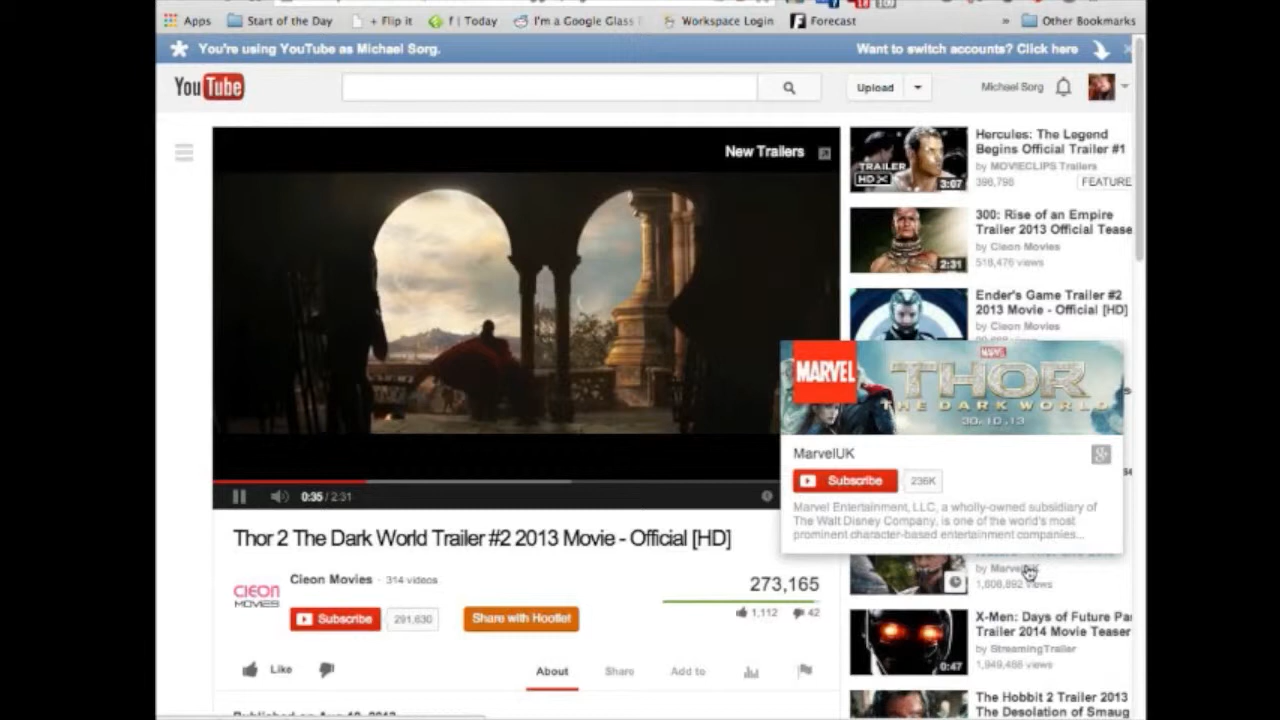 Apps
Start of the Day
+ Flip it
f | Today
I'm a Google Glass
Workspace Login
Forecast
»
Other Bookmarks
You're using YouTube as Michael Sorg.
Want to switch accounts? Click here
YouTube
Upload
Michael Sorg
New Trailers
0:35 / 2:31
Thor 2 The Dark World Trailer #2 2013 Movie - Official [HD]
CIEON
MOVIES
Cieon Movies · 314 videos
Subscribe
291,630
Share with Hootlet
273,165
1,112
42
Like
About
Share
Add to
TRAILER
HD
3:07
Hercules: The Legend
Begins Official Trailer #1
by MOVIECLIPS Trailers
396,796
FEATURE
2:31
300: Rise of an Empire
Trailer 2013 Official Tease
by Cieon Movies
518,476 views
Ender's Game Trailer #2
2013 Movie - Official [HD]
by Cieon Movies
MARVEL
MARVEL
THOR
THE DARK WORLD
30.10.13
MarvelUK
Subscribe
236K
Marvel Entertainment, LLC, a wholly-owned subsidiary of
The Walt Disney Company, is one of the world's most
prominent character-based entertainment companies...
by MarvelUK
1,608,892 views
0:47
X-Men: Days of Future Pa
Trailer 2014 Movie Teaser
by StreamingTrailer
1,949,466 views
The Hobbit 2 Trailer 2013
The Desolation of Smaug